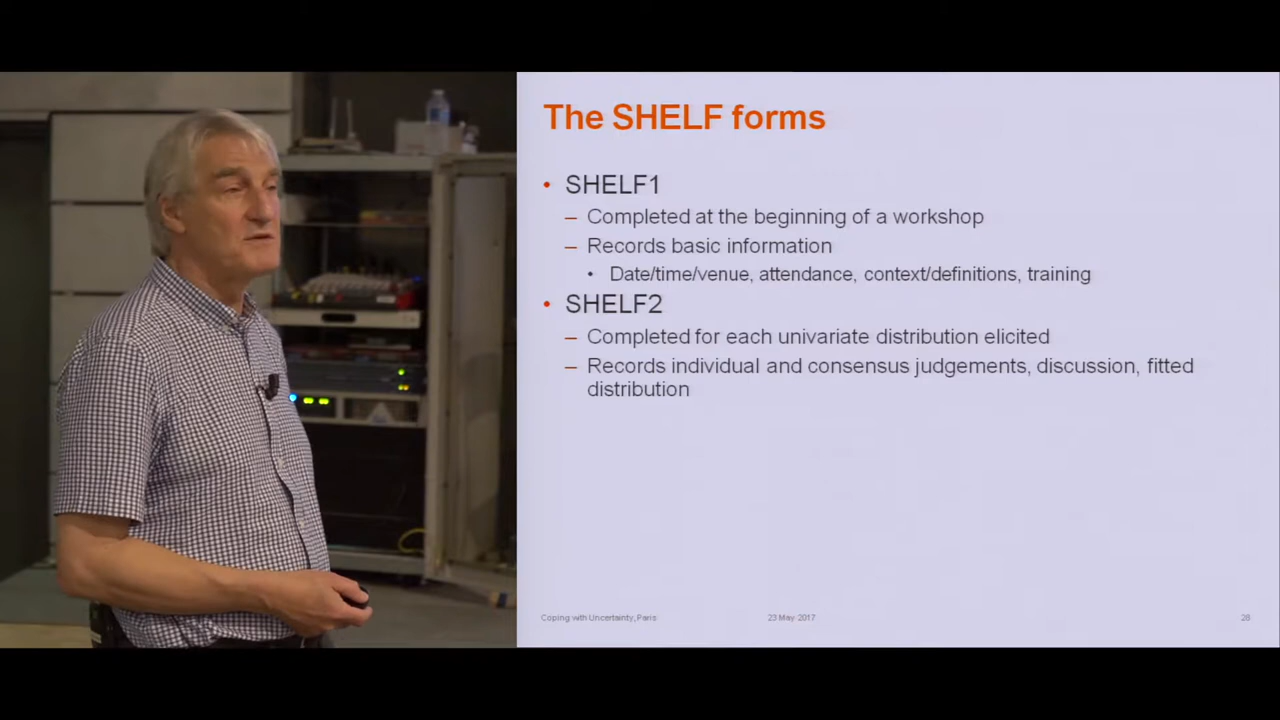 The SHELF forms
• SHELF1
– Completed at the beginning of a workshop
– Records basic information
• Date/time/venue, attendance, context/definitions, training
• SHELF2
– Completed for each univariate distribution elicited
– Records individual and consensus judgements, discussion, fitted
distribution
Coping with Uncertainty, Paris 23 May 2017 28